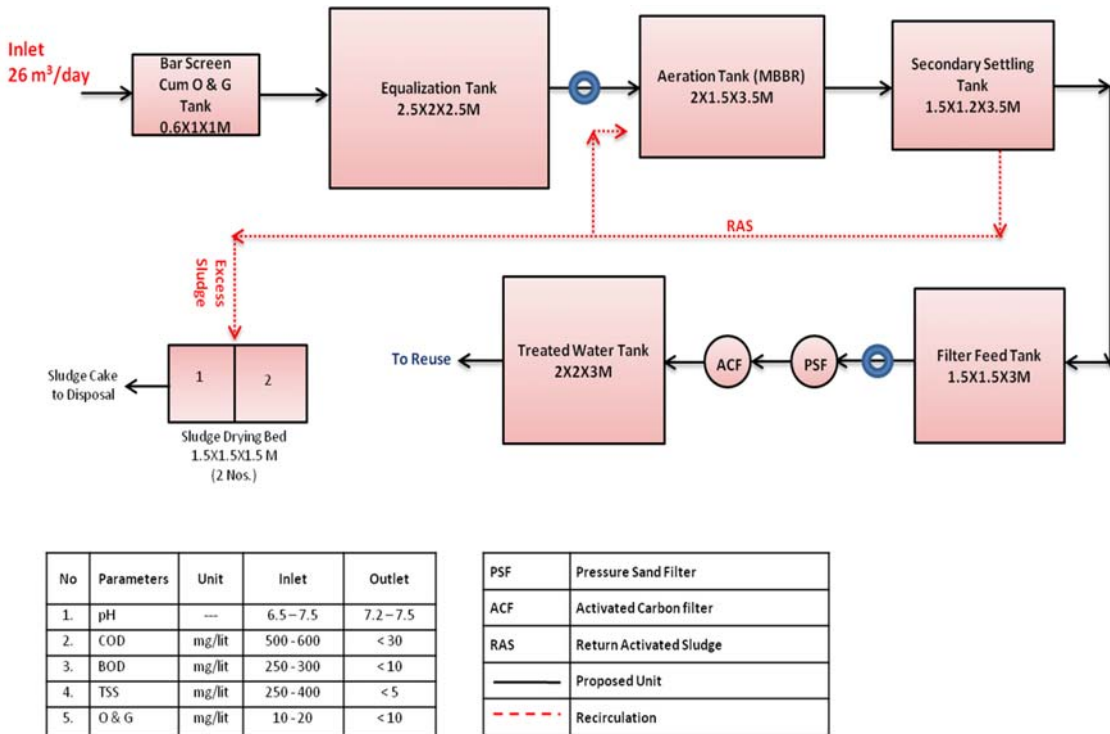 Inlet
26 m³/day
Bar Screen
Cum O & G
Tank
0.6X1X1M
Equalization Tank
2.5X2X2.5M
Aeration Tank (MBBR)
2X1.5X3.5M
Secondary Settling
Tank
1.5X1.2X3.5M
RAS
Excess
Sludge
Sludge Cake
to Disposal
1
2
Sludge Drying Bed
1.5X1.5X1.5 M
(2 Nos.)
To Reuse
Treated Water Tank
2X2X3M
ACF
PSF
Filter Feed Tank
1.5X1.5X3M
No Parameters Unit Inlet Outlet
1. pH --- 6.5 – 7.5 7.2 – 7.5
2. COD mg/lit 500 - 600 < 30
3. BOD mg/lit 250 - 300 < 10
4. TSS mg/lit 250 - 400 < 5
5. O & G mg/lit 10 - 20 < 10
PSF Pressure Sand Filter
ACF Activated Carbon filter
RAS Return Activated Sludge
Proposed Unit
Recirculation